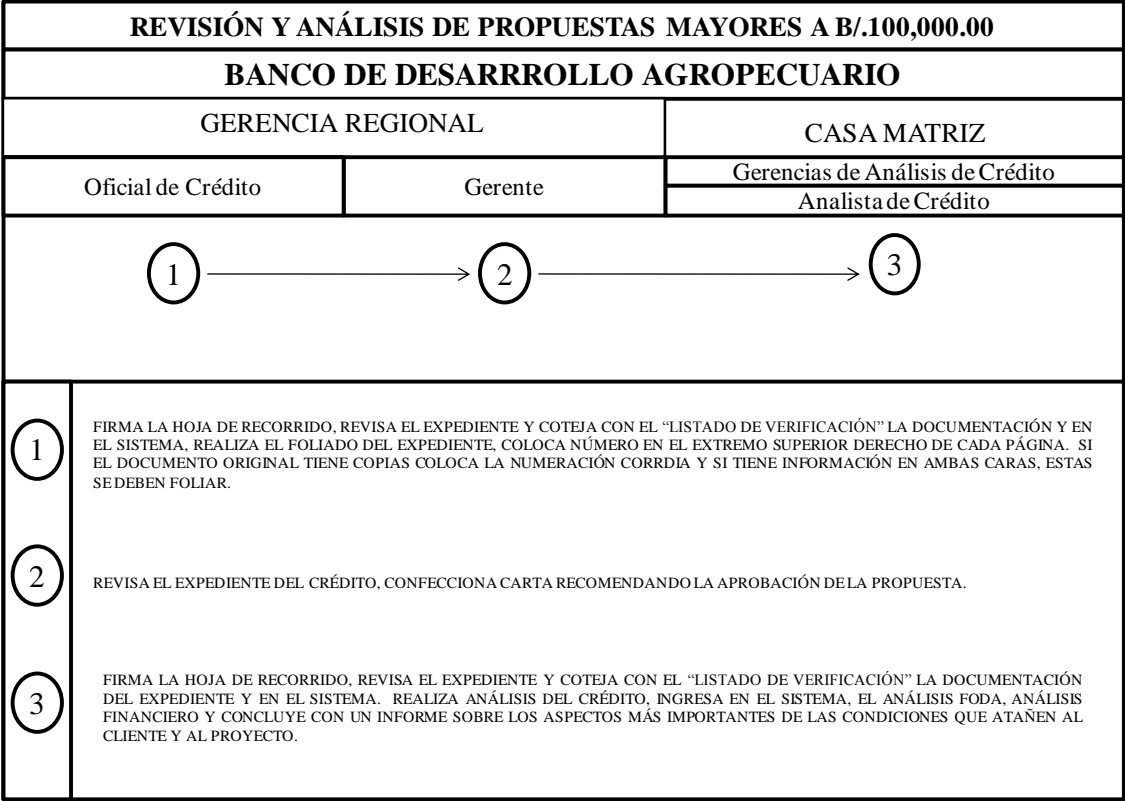 REVISIÓN Y ANÁLISIS DE PROPUESTAS MAYORES A B/.100,000.00
BANCO DE DESARRROLLO AGROPECUARIO
GERENCIA REGIONAL
CASA MATRIZ
Oficial de Crédito
Gerente
Gerencias de Análisis de Crédito
Analista de Crédito
1
2
3
1
FIRMA LA HOJA DE RECORRIDO, REVISA EL EXPEDIENTE Y COTEJA CON EL “LISTADO DE VERIFICACIÓN” LA DOCUMENTACIÓN Y EN
EL SISTEMA, REALIZA EL FOLIADO DEL EXPEDIENTE, COLOCA NÚMERO EN EL EXTREMO SUPERIOR DERECHO DE CADA PÁGINA. SI
EL DOCUMENTO ORIGINAL TIENE COPIAS COLOCA LA NUMERACIÓN CORRDIA Y SI TIENE INFORMACIÓN EN AMBAS CARAS, ESTAS
SE DEBEN FOLIAR.
2
REVISA EL EXPEDIENTE DEL CRÉDITO, CONFECCIONA CARTA RECOMENDANDO LA APROBACIÓN DE LA PROPUESTA.
3
FIRMA LA HOJA DE RECORRIDO, REVISA EL EXPEDIENTE Y COTEJA CON EL “LISTADO DE VERIFICACIÓN” LA DOCUMENTACIÓN
DEL EXPEDIENTE Y EN EL SISTEMA. REALIZA ANÁLISIS DEL CRÉDITO, INGRESA EN EL SISTEMA, EL ANÁLISIS FODA, ANÁLISIS
FINANCIERO Y CONCLUYE CON UN INFORME SOBRE LOS ASPECTOS MÁS IMPORTANTES DE LAS CONDICIONES QUE ATAÑEN AL
CLIENTE Y AL PROYECTO.